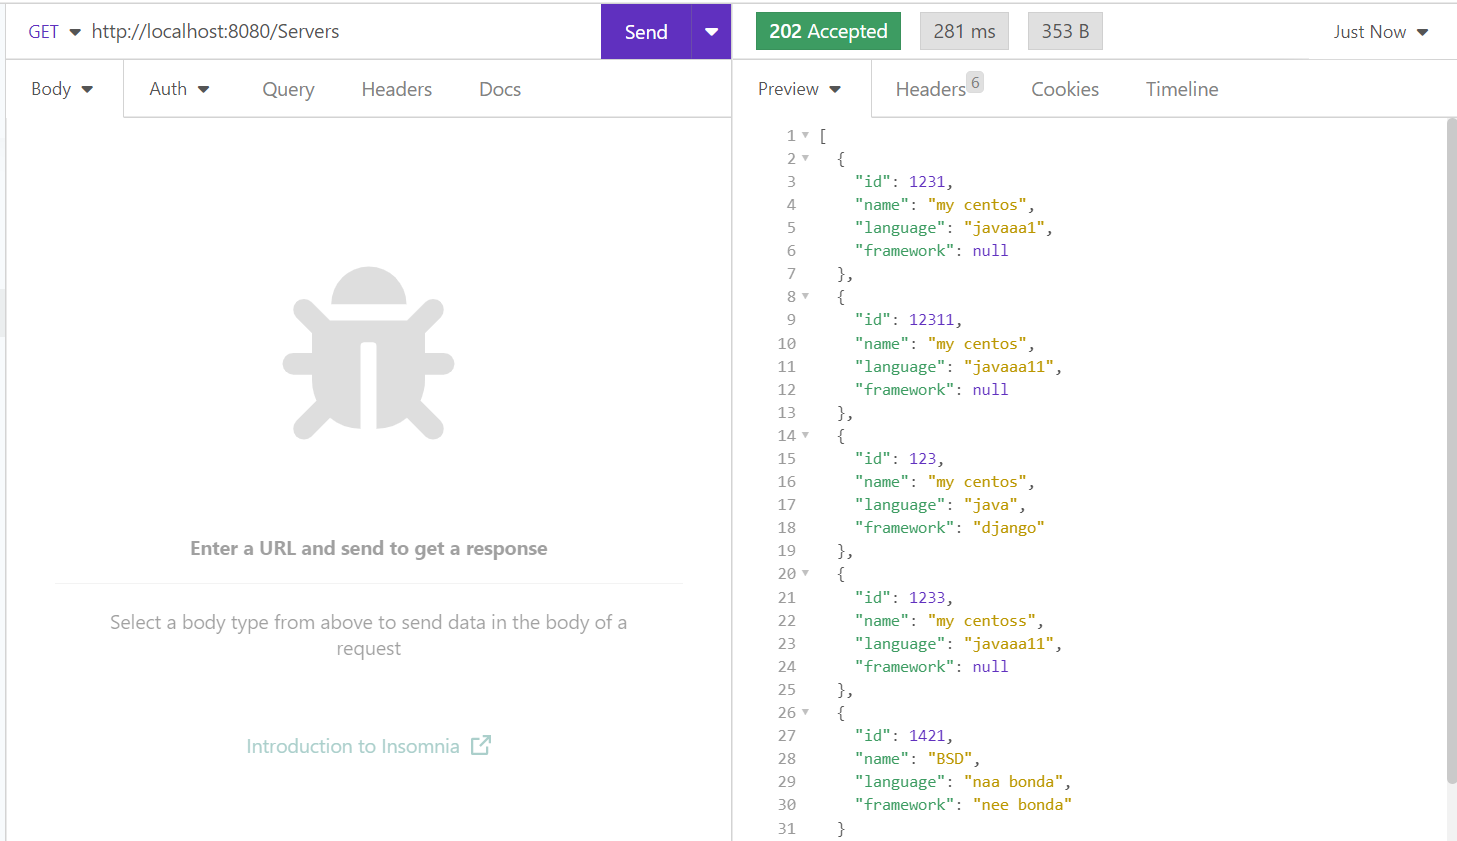 GET http://localhost:8080/Servers Send 202 Accepted 281 ms 353 B Just Now
Body Auth Query Headers Docs Preview Headers 6 Cookies Timeline
Enter a URL and send to get a response
Select a body type from above to send data in the body of a
request
Introduction to Insomnia
1 [
2 {
3 "id": 1231,
4 "name": "my centos",
5 "language": "javaaa1",
6 "framework": null
7 },
8 {
9 "id": 12311,
10 "name": "my centos",
11 "language": "javaaa11",
12 "framework": null
13 },
14 {
15 "id": 123,
16 "name": "my centos",
17 "language": "java",
18 "framework": "django"
19 },
20 {
21 "id": 1233,
22 "name": "my centoss",
23 "language": "javaaa11",
24 "framework": null
25 },
26 {
27 "id": 1421,
28 "name": "BSD",
29 "language": "naa bonda",
30 "framework": "nee bonda"
31 }